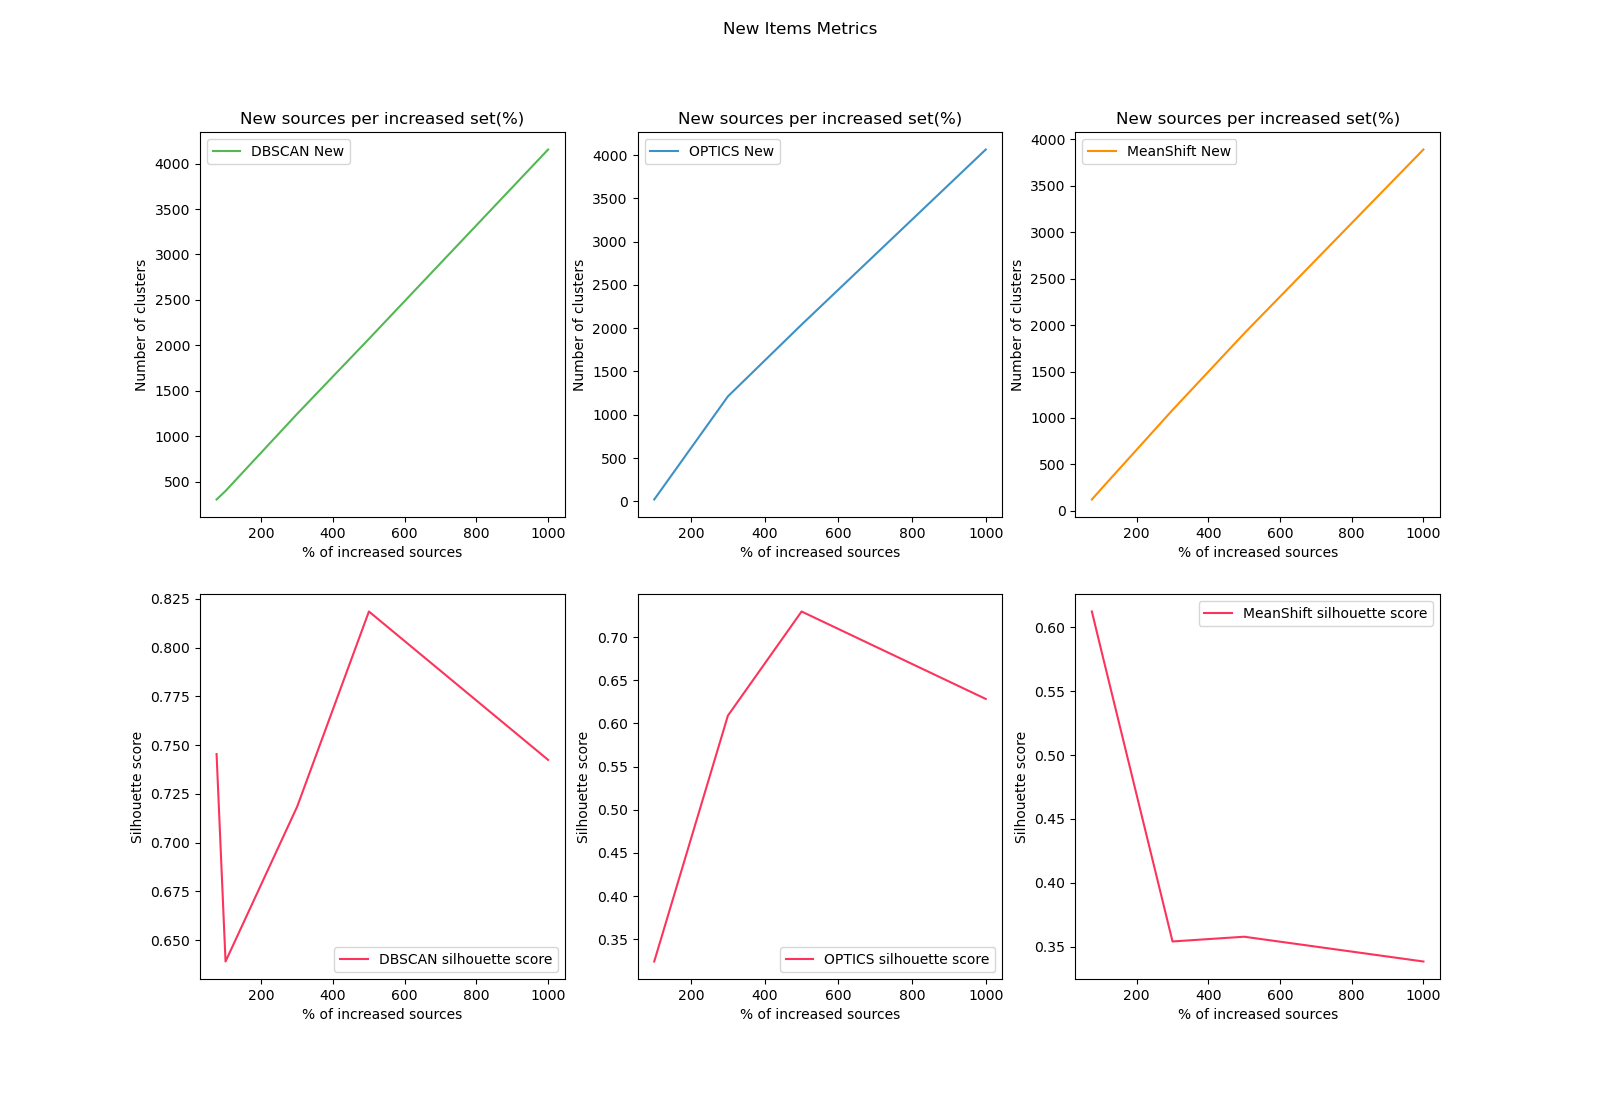 New Items Metrics
New sources per increased set(%)
DBSCAN New
4000
3500
3000
2500
2000
1500
1000
500
Number of clusters
200 400 600 800 1000
% of increased sources
New sources per increased set(%)
OPTICS New
4000
3500
3000
2500
2000
1500
1000
500
0
Number of clusters
200 400 600 800 1000
% of increased sources
New sources per increased set(%)
MeanShift New
4000
3500
3000
2500
2000
1500
1000
500
0
Number of clusters
200 400 600 800 1000
% of increased sources
0.825
0.800
0.775
0.750
0.725
0.700
0.675
0.650
Silhouette score
DBSCAN silhouette score
200 400 600 800 1000
% of increased sources
0.70
0.65
0.60
0.55
0.50
0.45
0.40
0.35
Silhouette score
OPTICS silhouette score
200 400 600 800 1000
% of increased sources
MeanShift silhouette score
0.60
0.55
0.50
0.45
0.40
0.35
Silhouette score
200 400 600 800 1000
% of increased sources